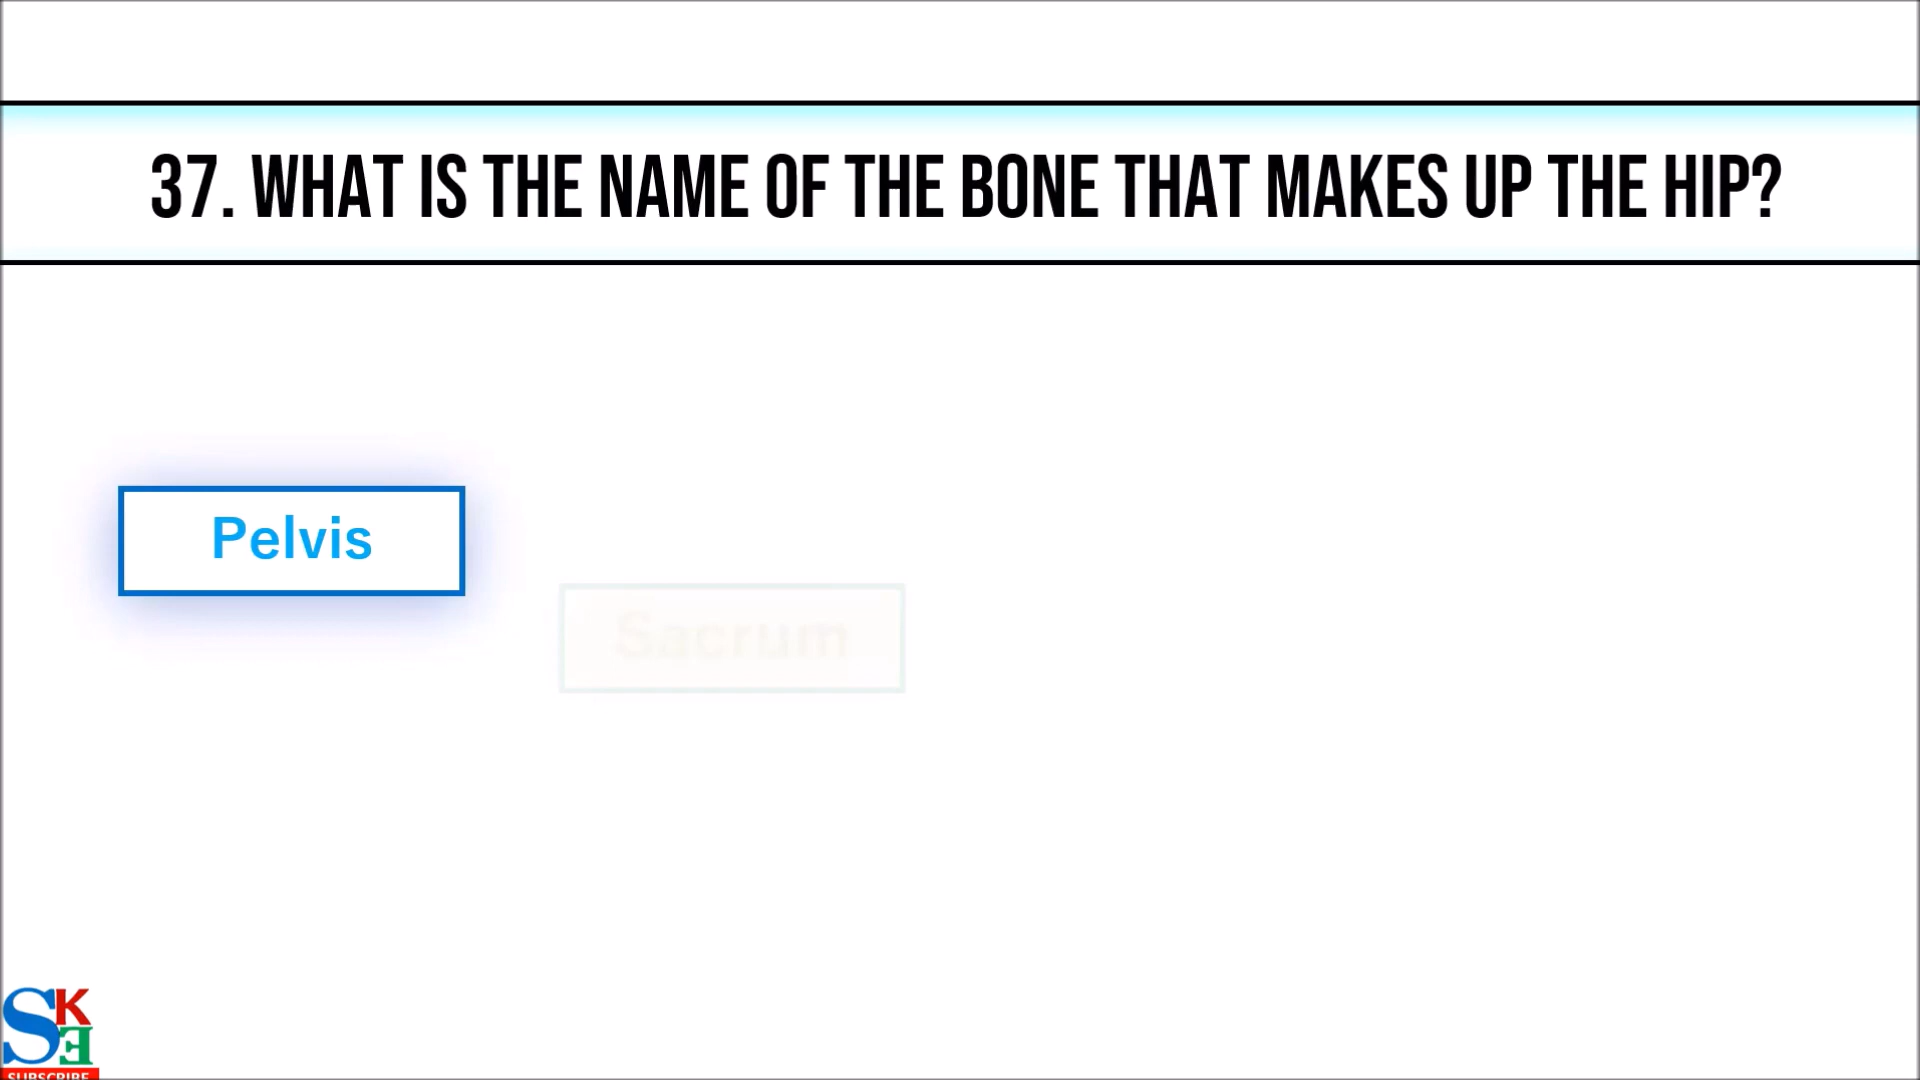 37. WHAT IS THE NAME OF THE BONE THAT MAKES UP THE HIP?
Pelvis
Sacrum
SKE
SUBSCRIBE